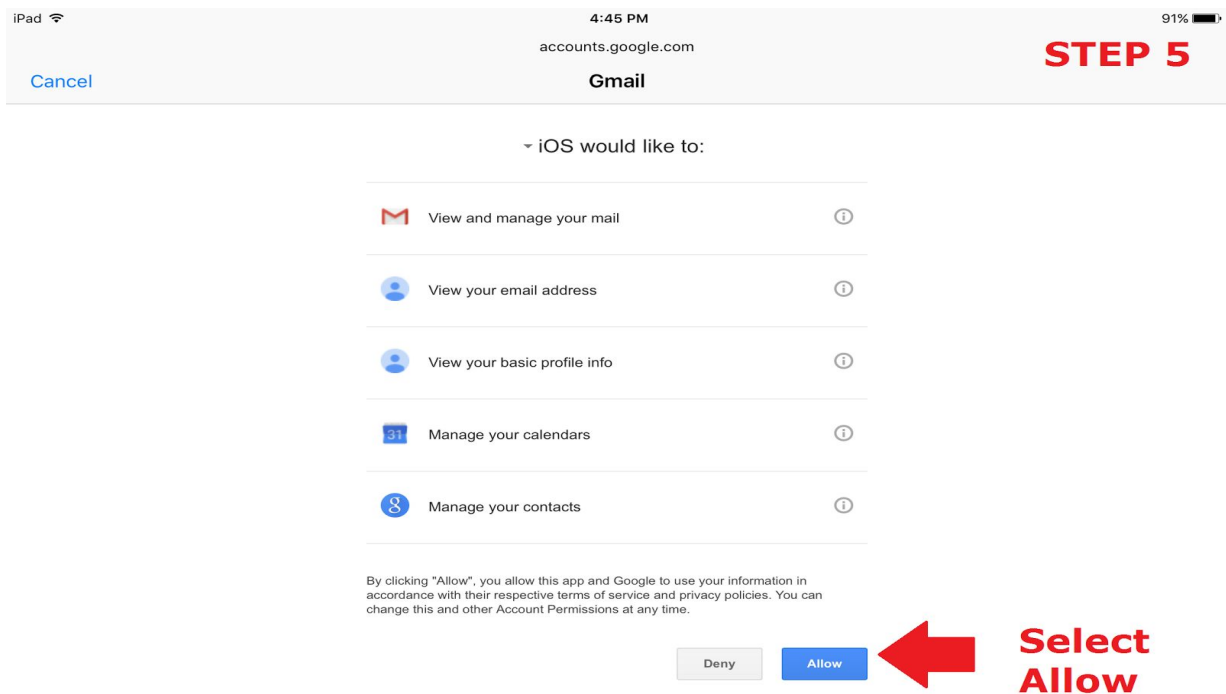 iPad 4:45 PM 91%
accounts.google.com
STEP 5
Cancel Gmail
iOS would like to:
View and manage your mail
View your email address
View your basic profile info
31 Manage your calendars
8 Manage your contacts
By clicking "Allow", you allow this app and Google to use your information in
accordance with their respective terms of service and privacy policies. You can
change this and other Account Permissions at any time.
Deny Allow
Select
Allow